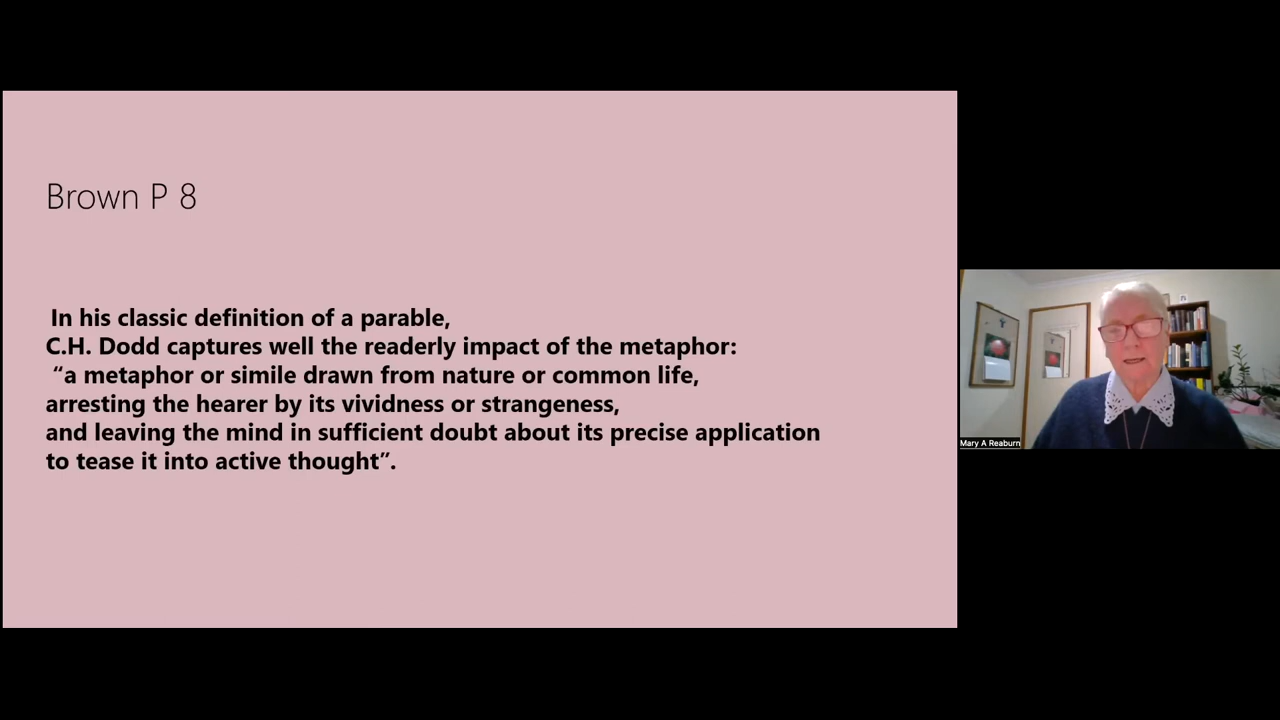 Brown P 8
In his classic definition of a parable,
C.H. Dodd captures well the readerly impact of the metaphor:
“a metaphor or simile drawn from nature or common life,
arresting the hearer by its vividness or strangeness,
and leaving the mind in sufficient doubt about its precise application
to tease it into active thought”.
Mary A Reaburn